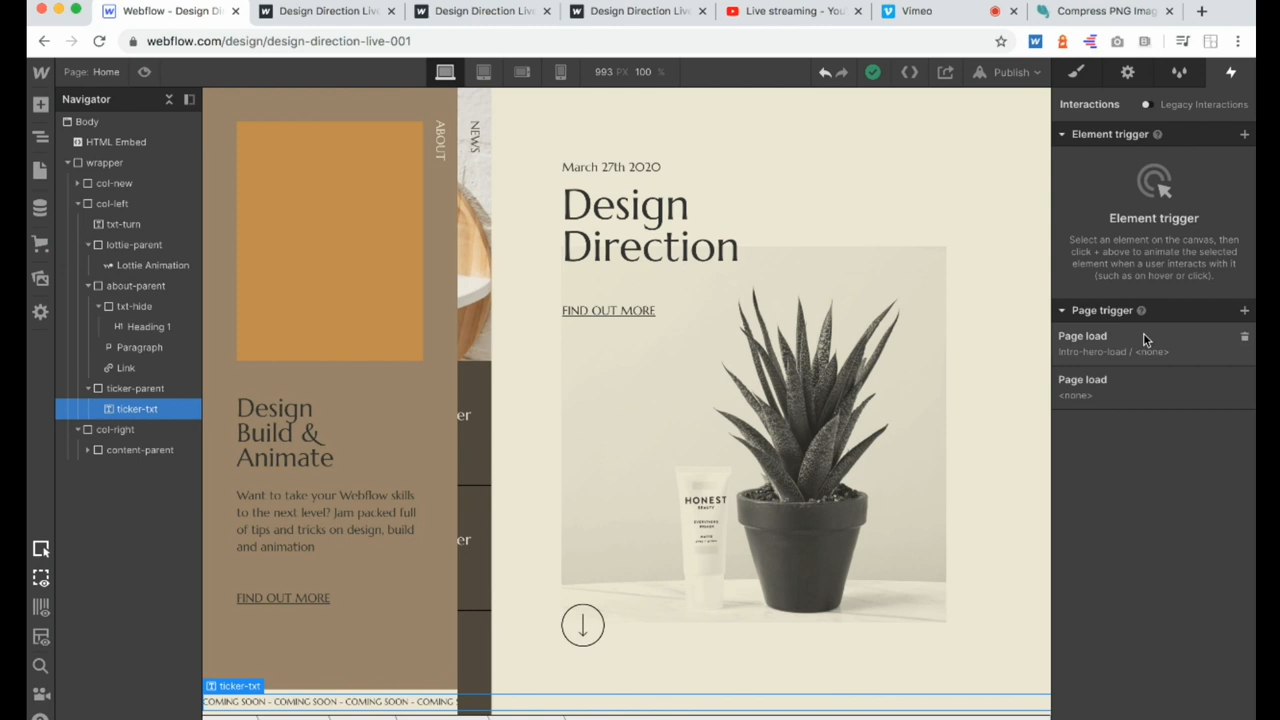 Webflow - Design Di
Design Direction Live
Design Direction Liv
Design Direction Liv
Live streaming - You
Vimeo
Compress PNG Imag
webflow.com/design/design-direction-live-001
Page: Home
993 PX 100 %
Publish
Navigator
Body
HTML Embed
wrapper
col-new
col-left
txt-turn
lottie-parent
Lottie Animation
about-parent
txt-hide
H1 Heading 1
P Paragraph
Link
ticker-parent
ticker-txt
col-right
content-parent
ABOUT
NEWS
Design
Build &
Animate
Want to take your Webflow skills
to the next level? Jam packed full
of tips and tricks on design, build
and animation
FIND OUT MORE
er
er
ticker-txt
COMING SOON - COMING SOON - COMING SOON - COMING
March 27th 2020
Design
Direction
FIND OUT MORE
HONEST
BEAUTY
Interactions
Legacy Interactions
Element trigger
Element trigger
Select an element on the canvas, then
click + above to animate the selected
element when a user interacts with it
(such as on hover or click).
Page trigger
Page load
Intro-hero-load / <none>
Page load
<none>